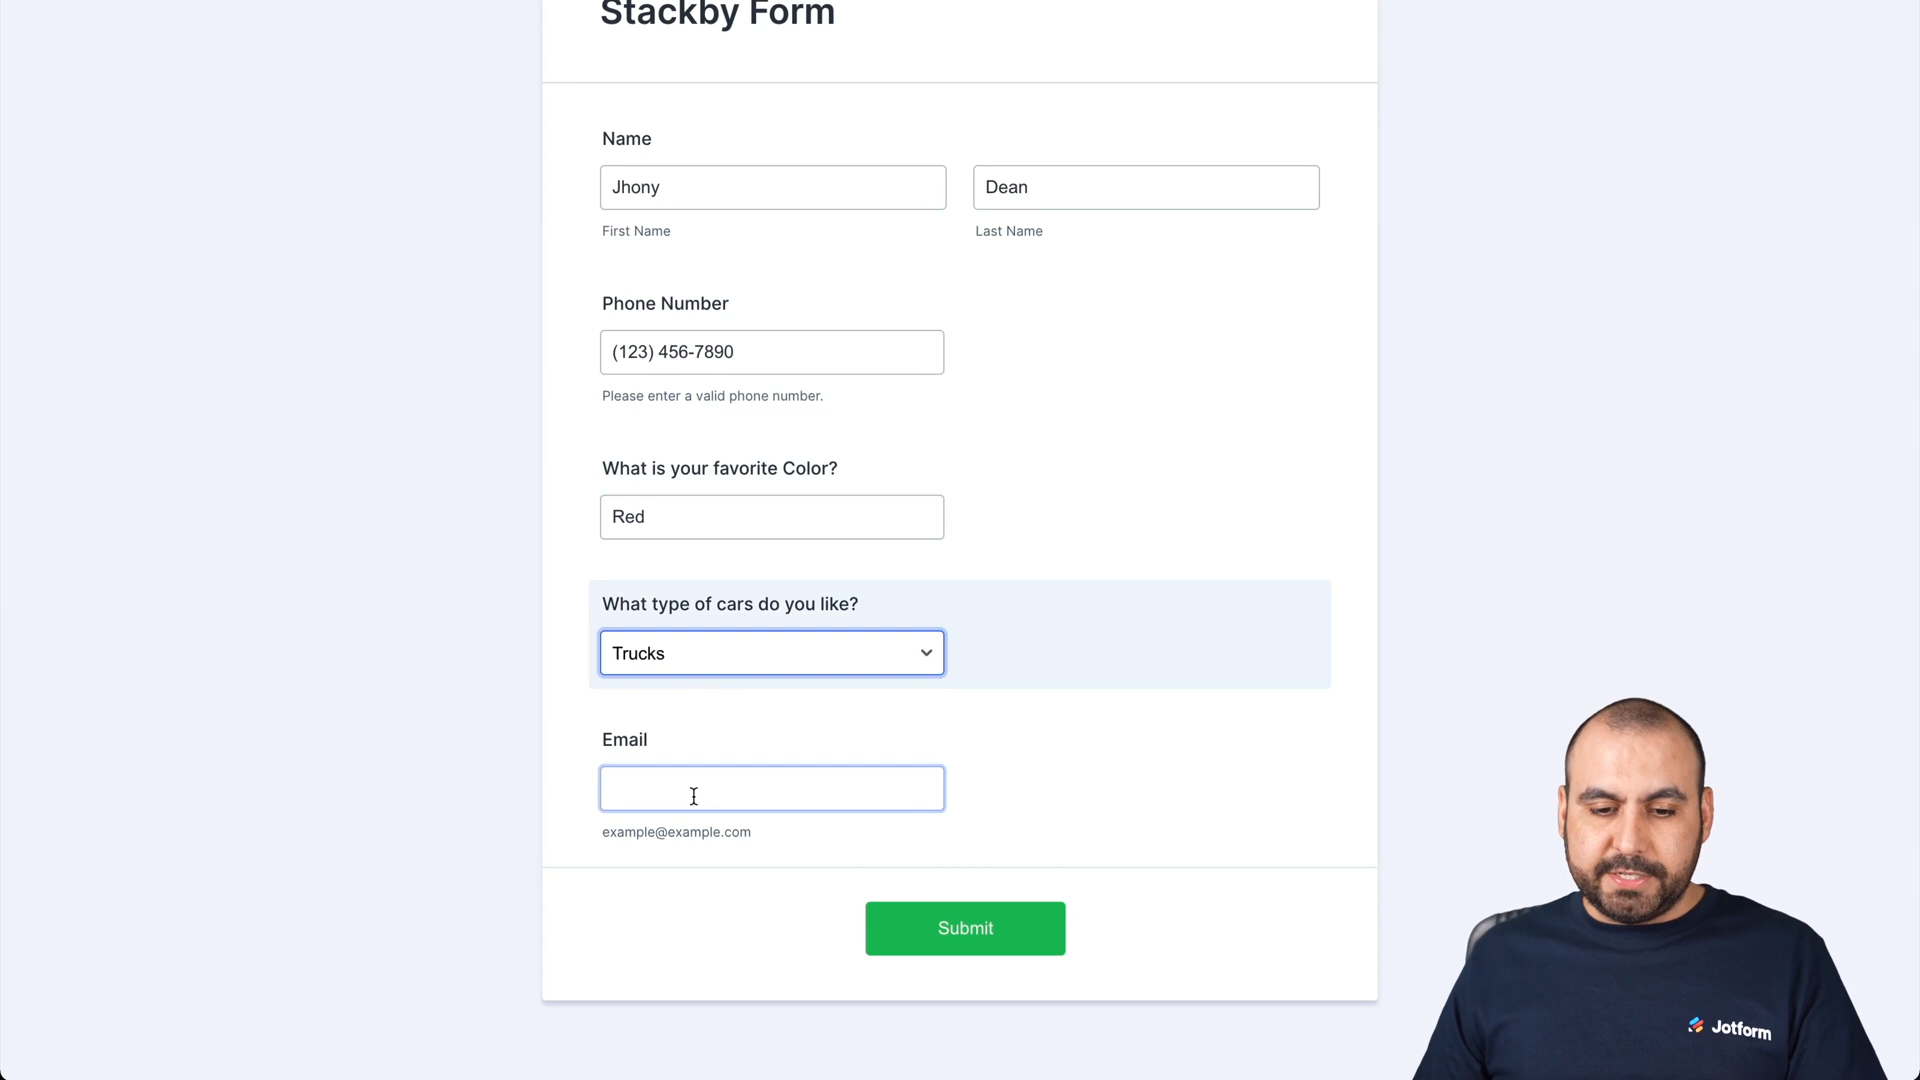 Stackby Form
Name
Jhony
Dean
First Name
Last Name
Phone Number
(123) 456-7890
Please enter a valid phone number.
What is your favorite Color?
Red
What type of cars do you like?
Trucks
Email
example@example.com
Submit
Jotform